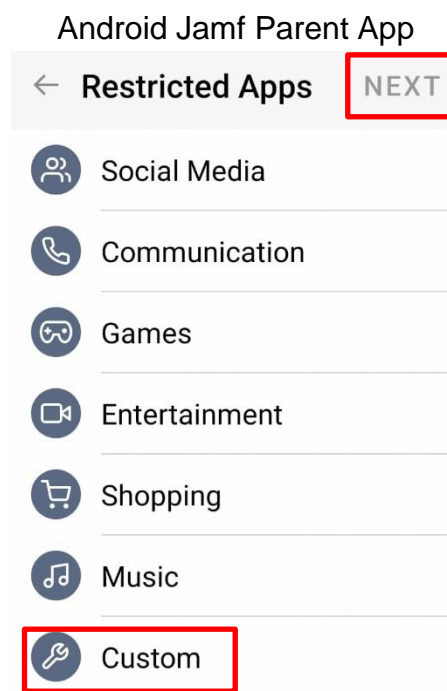 Android Jamf Parent App
Restricted Apps NEXT
Social Media
Communication
Games
Entertainment
Shopping
Music
Custom